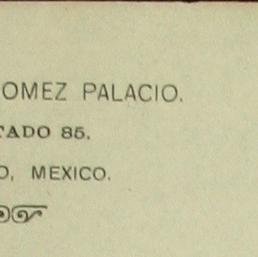 OMEZ PALACIO.
TADO 85.
O, MEXICO.